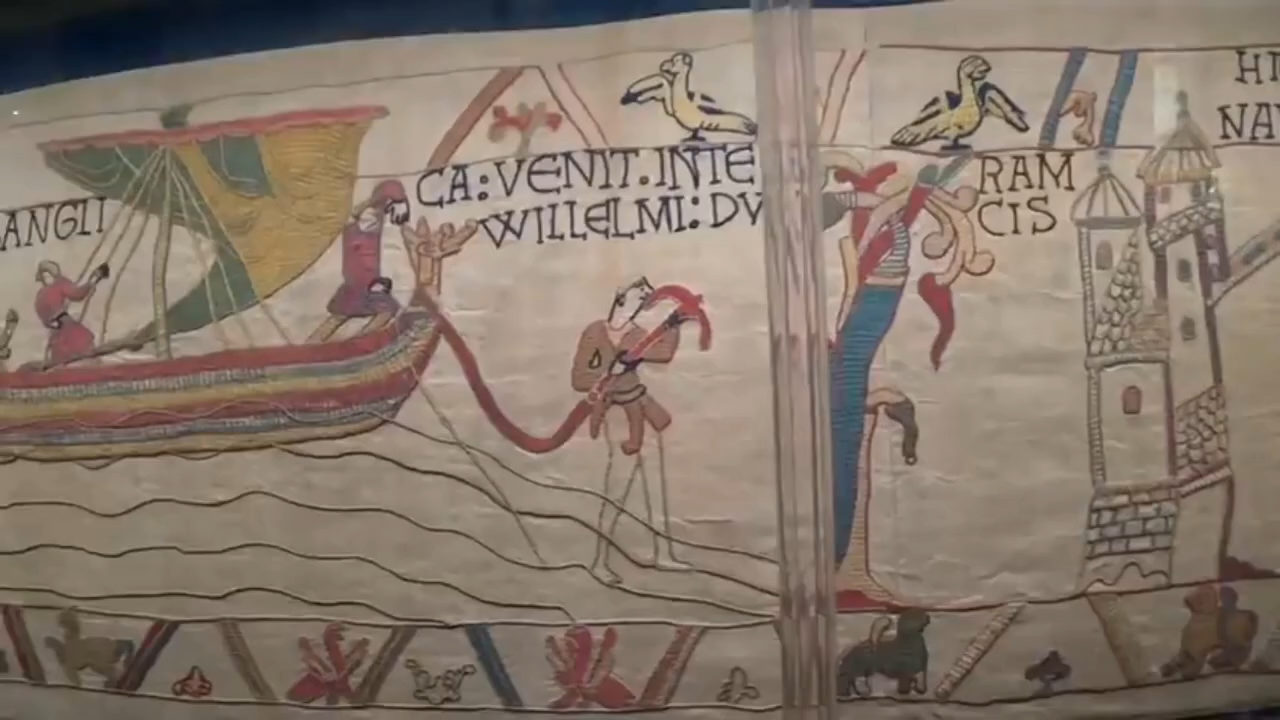 ANGLI
CA:VENIT.INTE RAM
WILLELMI:DV CIS
HI
NA